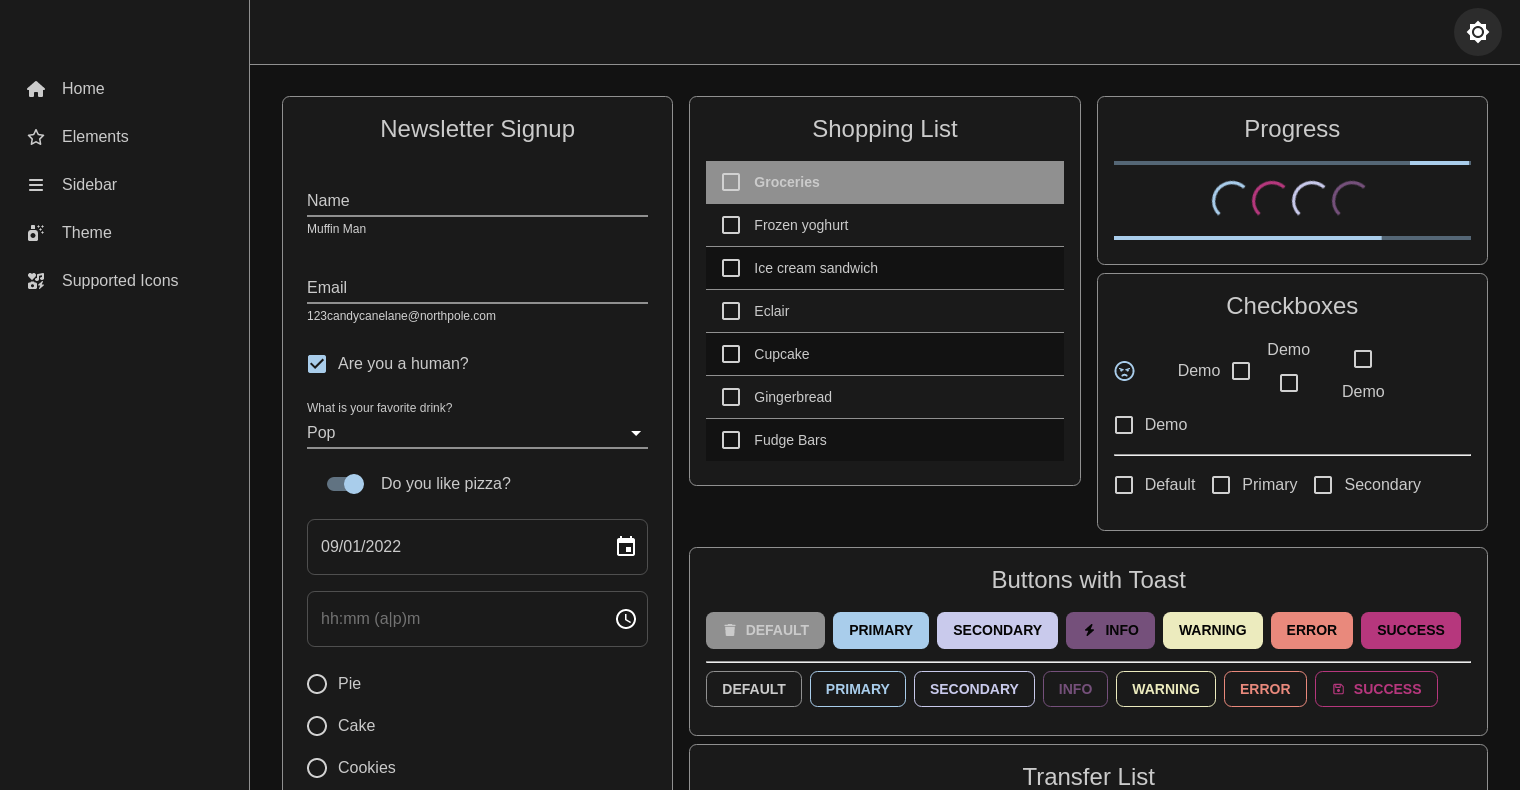 Home
Elements
Sidebar
Theme
Supported Icons
Newsletter Signup
Name
Muffin Man
Email
123candycanelane@northpole.com
Are you a human?
What is your favorite drink?
Pop
Do you like pizza?
09/01/2022
hh:mm (a|p)m
Pie
Cake
Cookies
Shopping List
Groceries
Frozen yoghurt
Ice cream sandwich
Eclair
Cupcake
Gingerbread
Fudge Bars
Progress
Checkboxes
Demo
Demo
Demo
Demo
Default Primary Secondary
Buttons with Toast
DEFAULT PRIMARY SECONDARY INFO WARNING ERROR SUCCESS
DEFAULT PRIMARY SECONDARY INFO WARNING ERROR SUCCESS
Transfer List